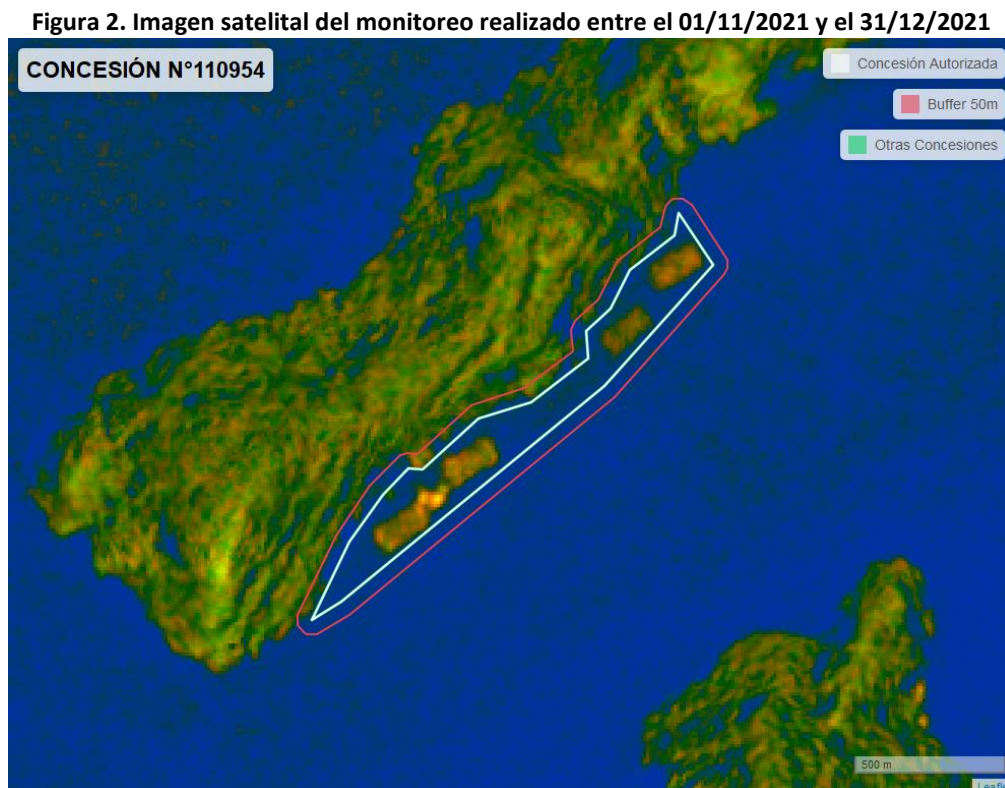 Figura 2. Imagen satelital del monitoreo realizado entre el 01/11/2021 y el 31/12/2021
CONCESIÓN N°110954
Concesión Autorizada
Buffer 50m
Otras Concesiones
500 m